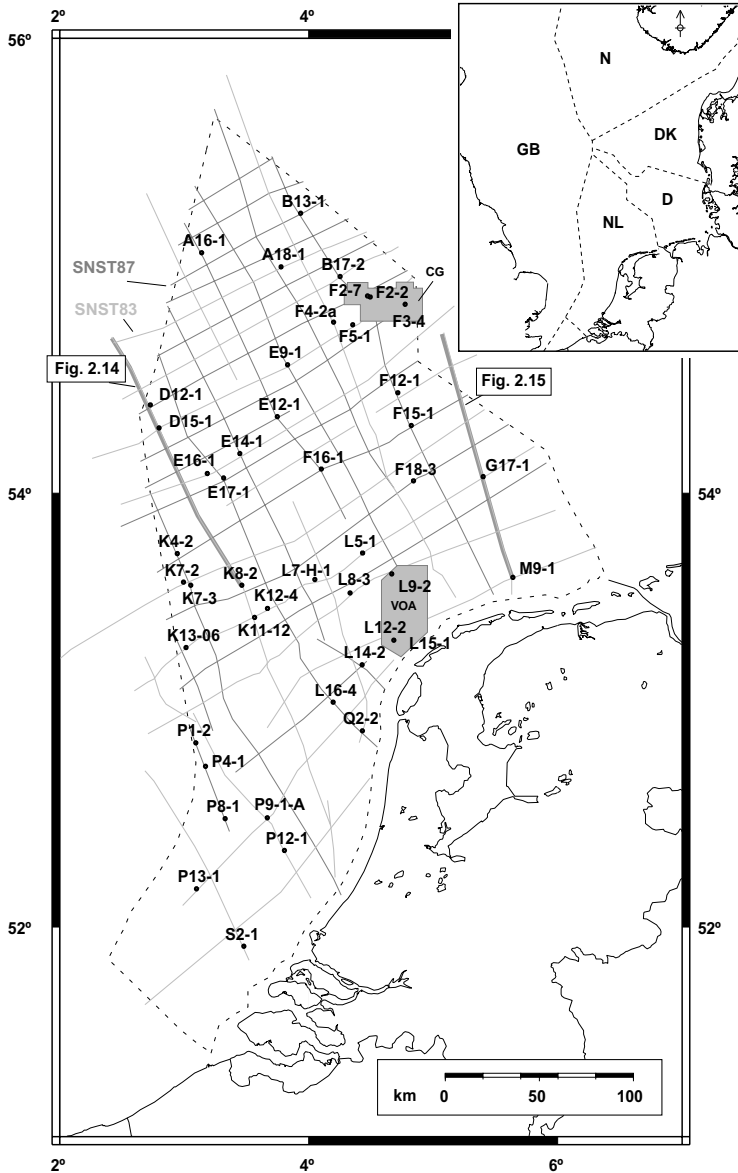 2º
4º
56º
56º
N
GB
DK
D
NL
B13-1
A16-1
A18-1
B17-2
SNST87
CG
F2-7
F2-2
SNST83
F4-2a
F3-4
F5-1
E9-1
Fig. 2.14
F12-1
Fig. 2.15
D12-1
E12-1
F15-1
D15-1
E14-1
E16-1
F16-1
F18-3
G17-1
E17-1
54º
54º
K4-2
L5-1
K7-2
K8-2
L7-H-1
M9-1
K7-3
L8-3
L9-2
K12-4
VOA
K11-12
K13-06
L12-2
L15-1
L14-2
L16-4
Q2-2
P1-2
P4-1
P8-1
P9-1-A
P12-1
P13-1
52º
52º
S2-1
km
0
50
100
2º
4º
6º